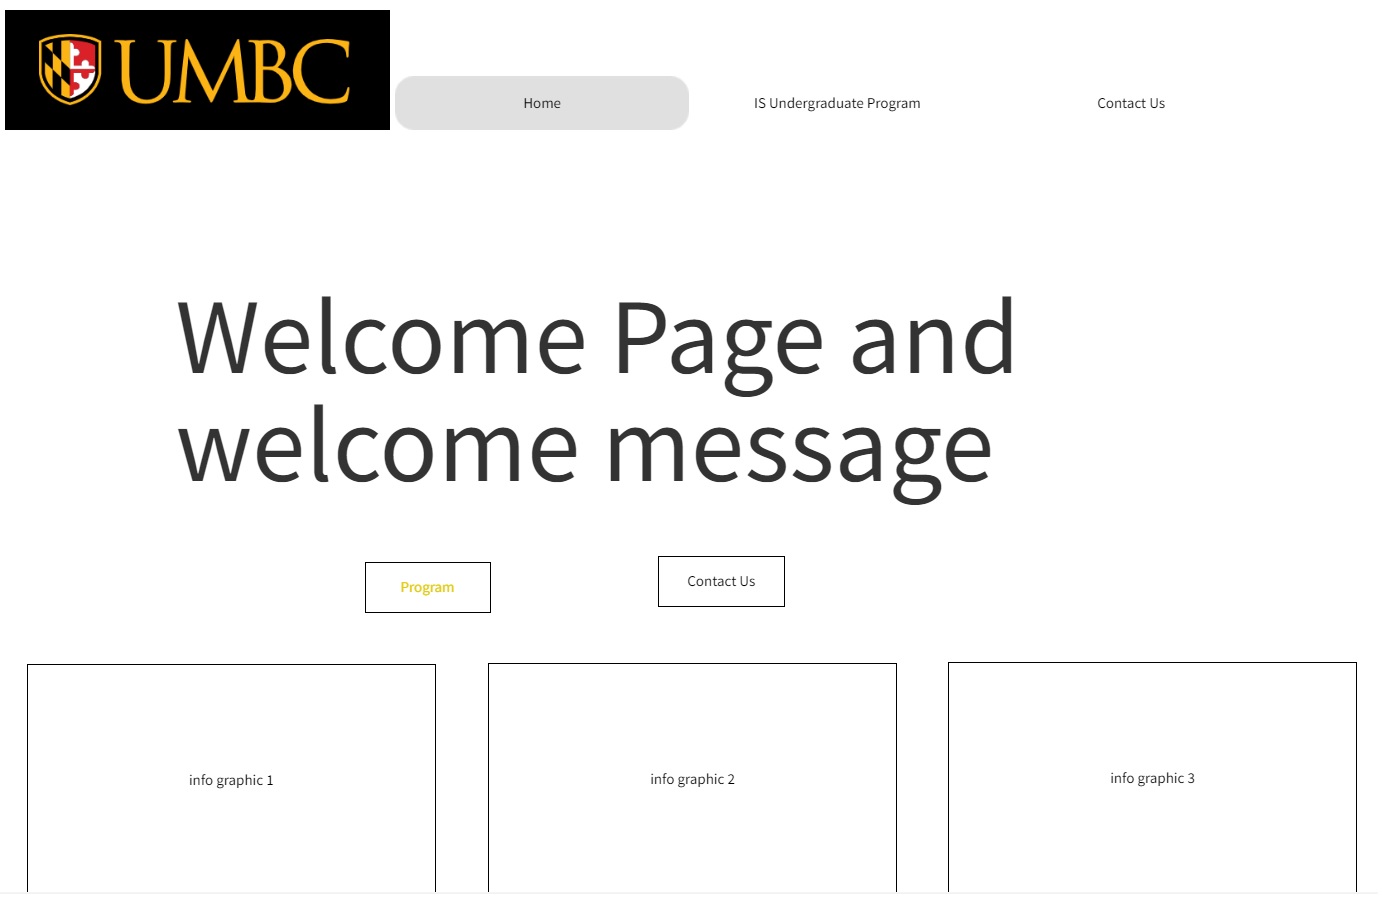 UMBC
Home
IS Undergraduate Program
Contact Us
Welcome Page and
welcome message
Program
Contact Us
info graphic 1
info graphic 2
info graphic 3